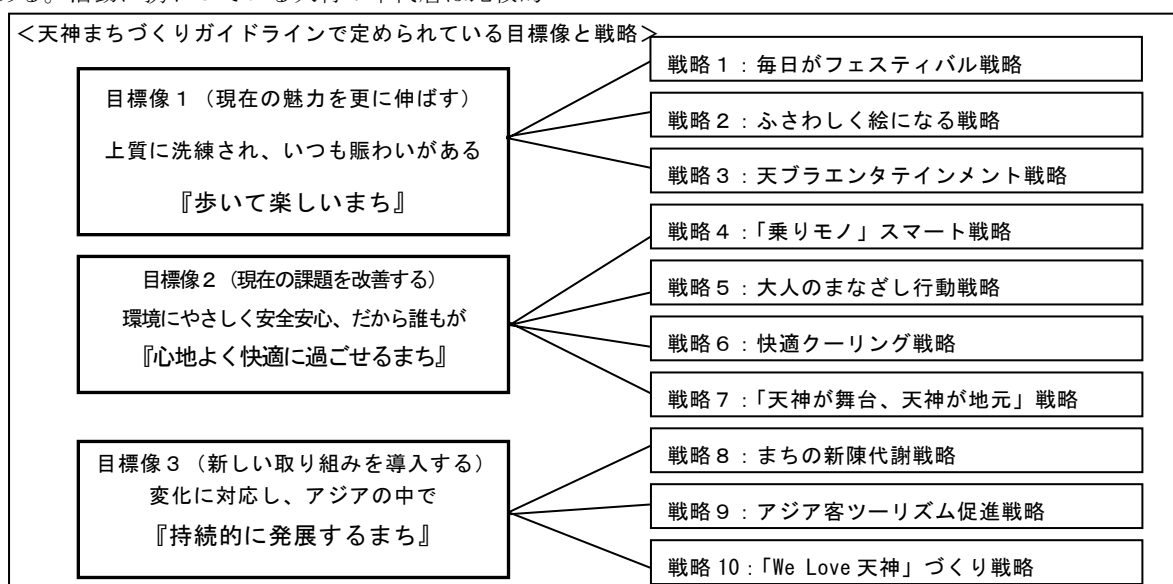 ＜天神まちづくりガイドラインで定められている目標像と戦略＞
目標像１（現在の魅力を更に伸ばす）
上質に洗練され、いつも賑わいがある
『歩いて楽しいまち』
戦略１：毎日がフェスティバル戦略
戦略２：ふさわしく絵になる戦略
戦略３：天ブラエンタテインメント戦略
目標像２（現在の課題を改善する）
環境にやさしく安全安心、だから誰もが
『心地よく快適に過ごせるまち』
戦略４：「乗りモノ」スマート戦略
戦略５：大人のまなざし行動戦略
戦略６：快適クーリング戦略
戦略７：「天神が舞台、天神が地元」戦略
目標像３（新しい取り組みを導入する）
変化に対応し、アジアの中で
『持続的に発展するまち』
戦略８：まちの新陳代謝戦略
戦略９：アジア客ツーリズム促進戦略
戦略10：「We Love 天神」づくり戦略